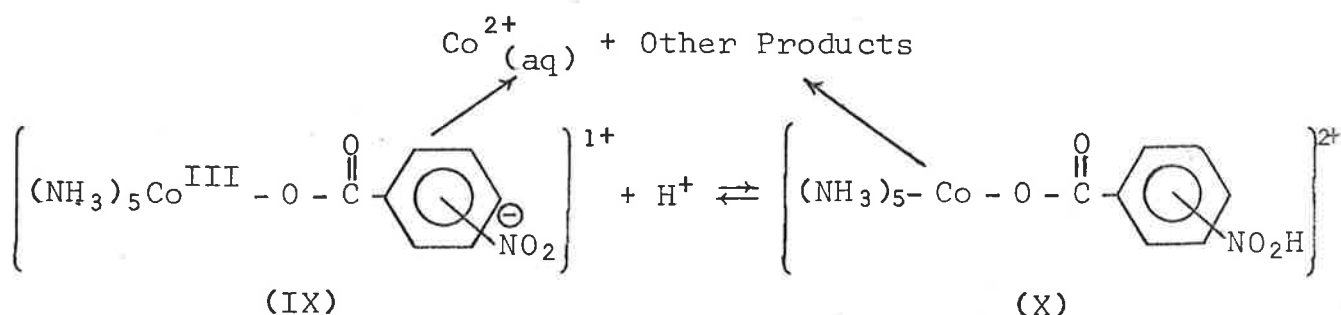 Co2+(aq) + Other Products
[(NH3)5CoIII - O - C(=O) NO2 ⊖]1+ + H+ ⇌ [(NH3)5- Co - O - C(=O) NO2H]2+
(IX) (X)